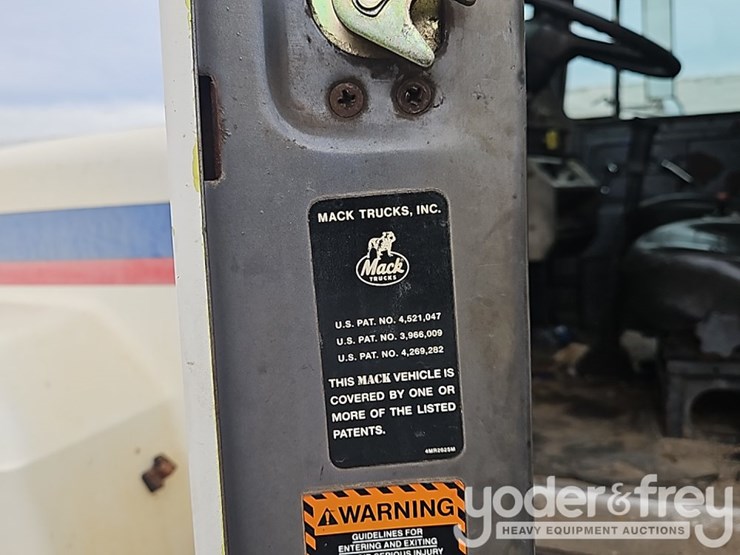 MACK TRUCKS, INC.
Mack
TRUCKS
U.S. PAT. NO. 4,521,047
U.S. PAT. NO. 3,966,009
U.S. PAT. NO. 4,269,282
THIS MACK VEHICLE IS
COVERED BY ONE OR
MORE OF THE LISTED
PATENTS.
4MR2625M
WARNING
GUIDELINES FOR
ENTERING AND EXITING
SERIOUS INJURY
yoder&frey
HEAVY EQUIPMENT AUCTIONS